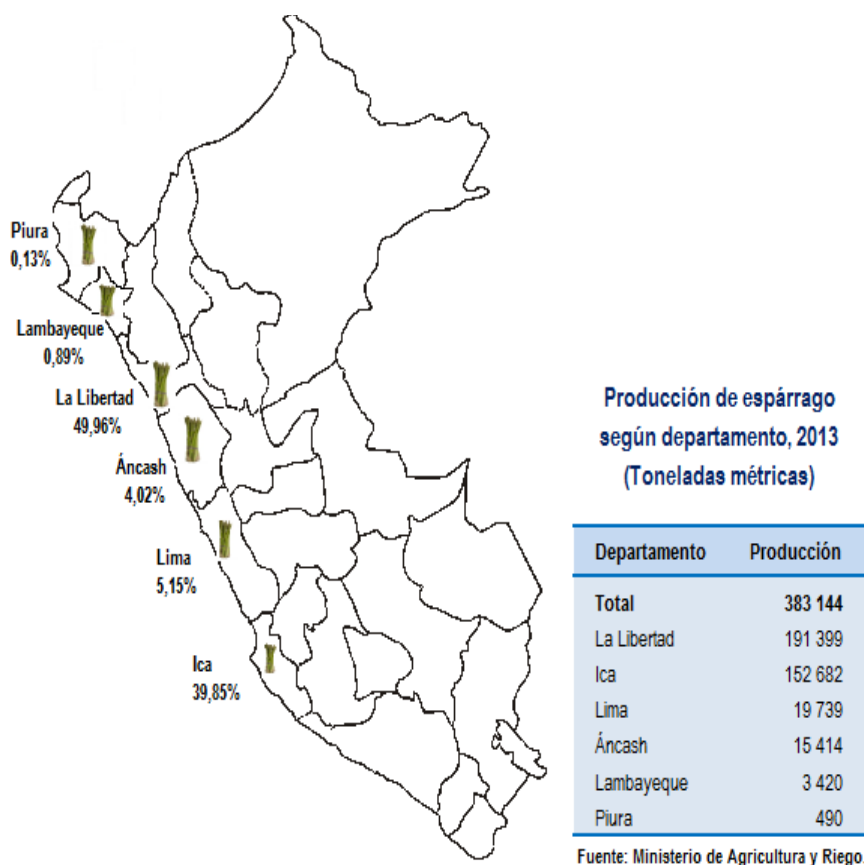 Piura
0,13%
Lambayeque
0,89%
La Libertad
49,96%
Áncash
4,02%
Lima
5,15%
Ica
39,85%
Producción de espárrago
según departamento, 2013
(Toneladas métricas)
Departamento Producción
Total 383 144
La Libertad 191 399
Ica 152 682
Lima 19 739
Áncash 15 414
Lambayeque 3 420
Piura 490
Fuente: Ministerio de Agricultura y Riego